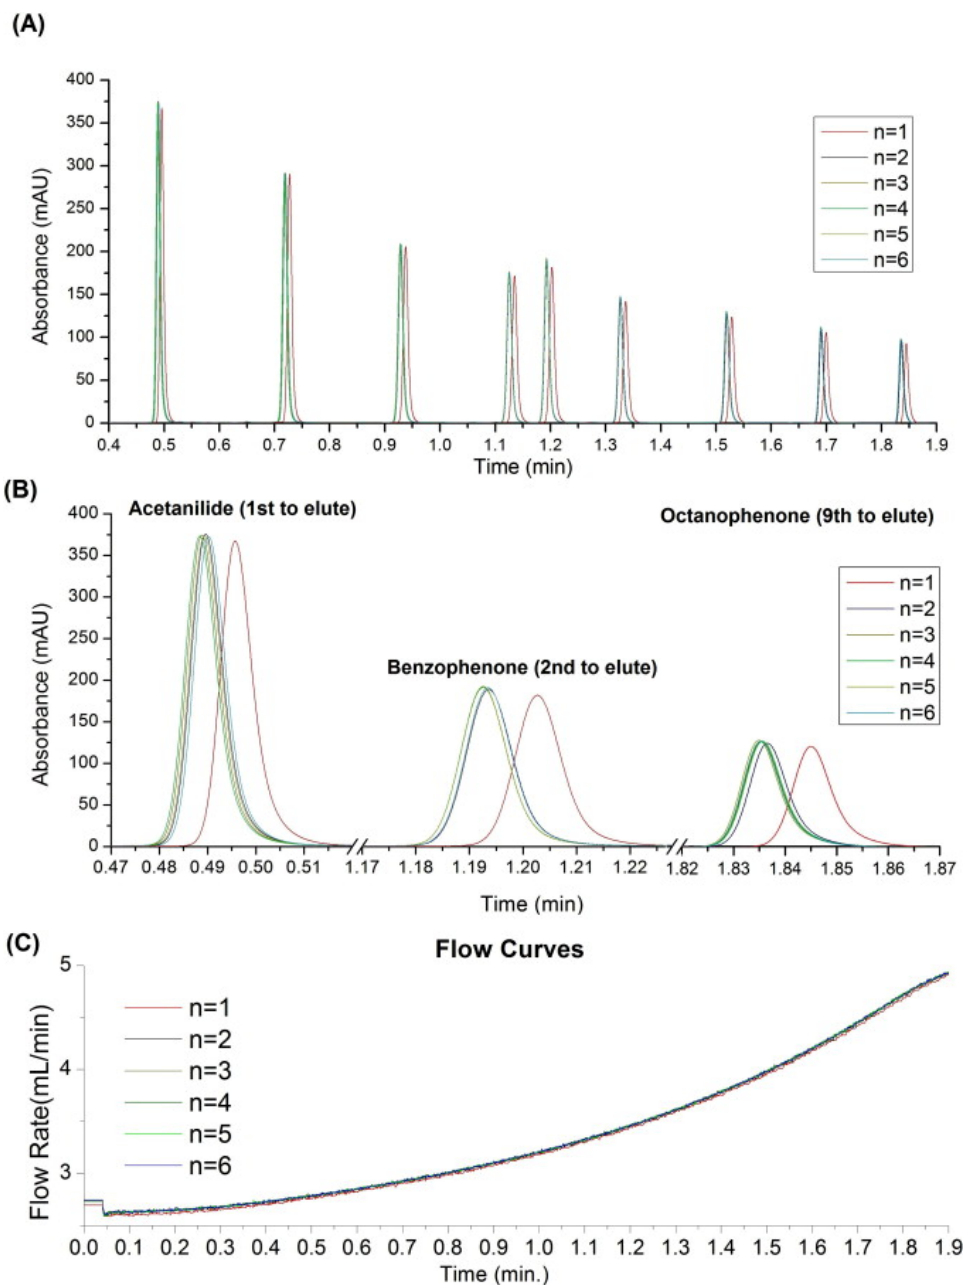 (A)
Absorbance (mAU)
400
350
300
250
200
150
100
50
0
0.4 0.5 0.6 0.7 0.8 0.9 1.0 1.1 1.2 1.3 1.4 1.5 1.6 1.7 1.8 1.9
Time (min)
n=1
n=2
n=3
n=4
n=5
n=6
(B)
Acetanilide (1st to elute)
Octanophenone (9th to elute)
Benzophenone (2nd to elute)
Absorbance (mAU)
400
350
300
250
200
150
100
50
0
0.47 0.48 0.49 0.50 0.51 1.17 1.18 1.19 1.20 1.21 1.22 1.82 1.83 1.84 1.85 1.86 1.87
Time (min)
n=1
n=2
n=3
n=4
n=5
n=6
(C)
Flow Curves
Flow Rate(mL/min)
5
4
3
n=1
n=2
n=3
n=4
n=5
n=6
0.0 0.1 0.2 0.3 0.4 0.5 0.6 0.7 0.8 0.9 1.0 1.1 1.2 1.3 1.4 1.5 1.6 1.7 1.8 1.9
Time (min.)